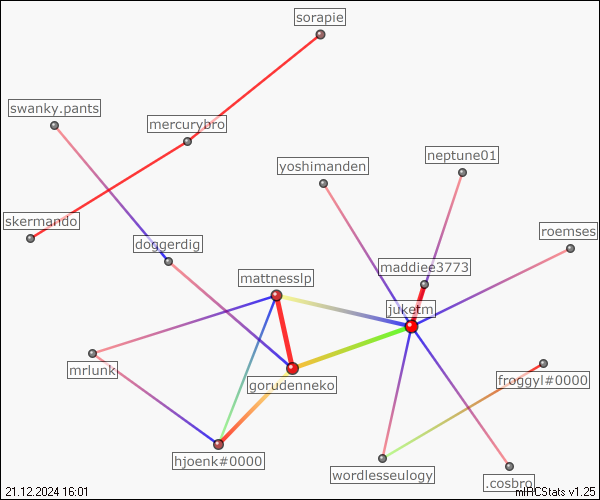 sorapie
swanky.pants
mercurybro
neptune01
yoshimanden
skermando
roemses
doggerdig
maddiee3773
mattnesslp
juketm
mrlunk
gorudenneko
froggyl#0000
hjoenk#0000
wordlesseulogy
.cosbro
21.12.2024 16:01
mIRCStats v1.25